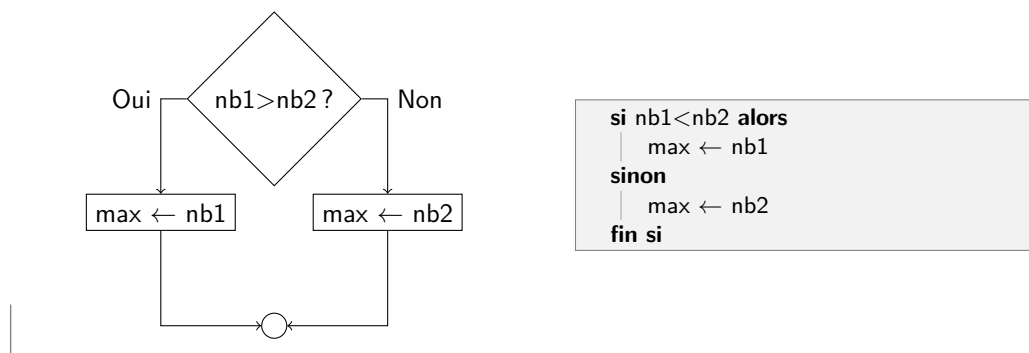 Oui
nb1>nb2 ?
Non
max ← nb1
max ← nb2
si nb1<nb2 alors
max ← nb1
sinon
max ← nb2
fin si